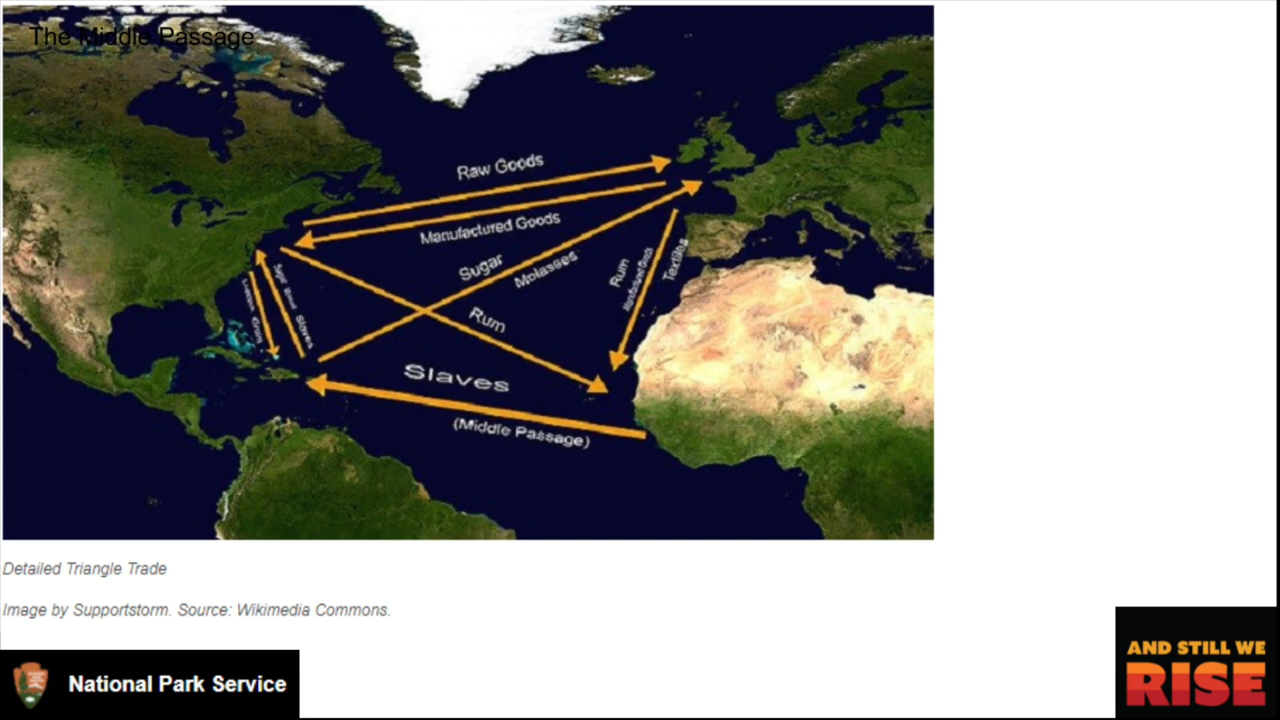 The Middle Passage
Raw Goods
Manufactured Goods
Sugar
Molasses
Rum
Textiles
Rum
Slaves
Slaves
(Middle Passage)
Detailed Triangle Trade
Image by Supportstorm. Source: Wikimedia Commons.
National Park Service
AND STILL WE
RISE